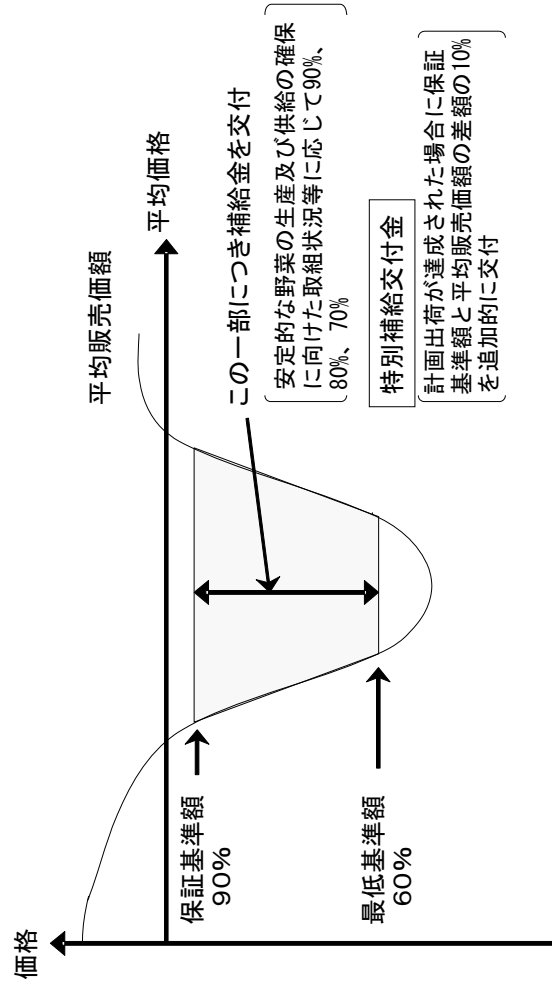 価格
平均販売価額
平均価格
保証基準額
90%
最低基準額
60%
この一部につき補給金を交付
安定的な野菜の生産及び供給の確保
に向けた取組状況等に応じて90%、
80%、70%
特別補給交付金
計画出荷が達成された場合に保証
基準額と平均販売価額の差額の10%
を追加的に交付